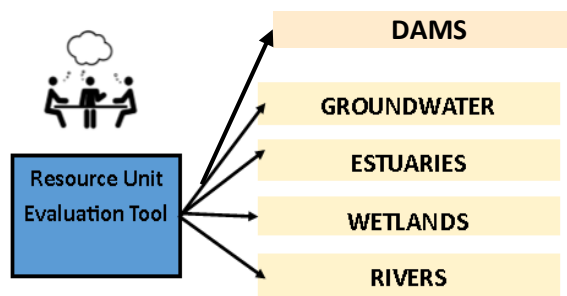 DAMS
GROUNDWATER
ESTUARIES
Resource Unit
Evaluation Tool
WETLANDS
RIVERS